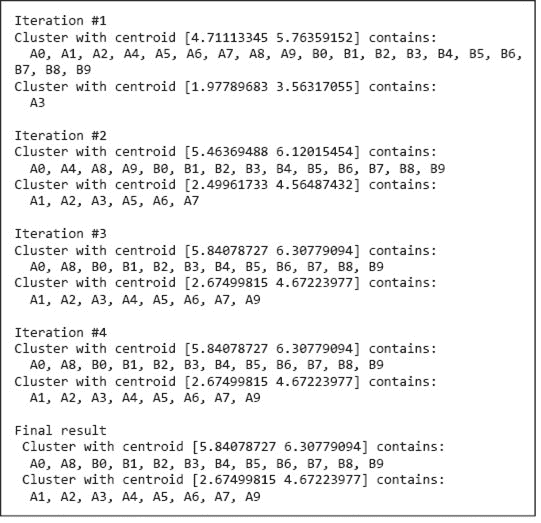 Iteration #1
Cluster with centroid [4.71113345 5.76359152] contains:
A0, A1, A2, A4, A5, A6, A7, A8, A9, B0, B1, B2, B3, B4, B5, B6,
B7, B8, B9
Cluster with centroid [1.97789683 3.56317055] contains:
A3
Iteration #2
Cluster with centroid [5.46369488 6.12015454] contains:
A0, A4, A8, A9, B0, B1, B2, B3, B4, B5, B6, B7, B8, B9
Cluster with centroid [2.49961733 4.56487432] contains:
A1, A2, A3, A5, A6, A7
Iteration #3
Cluster with centroid [5.84078727 6.30779094] contains:
A0, A8, B0, B1, B2, B3, B4, B5, B6, B7, B8, B9
Cluster with centroid [2.67499815 4.67223977] contains:
A1, A2, A3, A4, A5, A6, A7, A9
Iteration #4
Cluster with centroid [5.84078727 6.30779094] contains:
A0, A8, B0, B1, B2, B3, B4, B5, B6, B7, B8, B9
Cluster with centroid [2.67499815 4.67223977] contains:
A1, A2, A3, A4, A5, A6, A7, A9
Final result
Cluster with centroid [5.84078727 6.30779094] contains:
A0, A8, B0, B1, B2, B3, B4, B5, B6, B7, B8, B9
Cluster with centroid [2.67499815 4.67223977] contains:
A1, A2, A3, A4, A5, A6, A7, A9